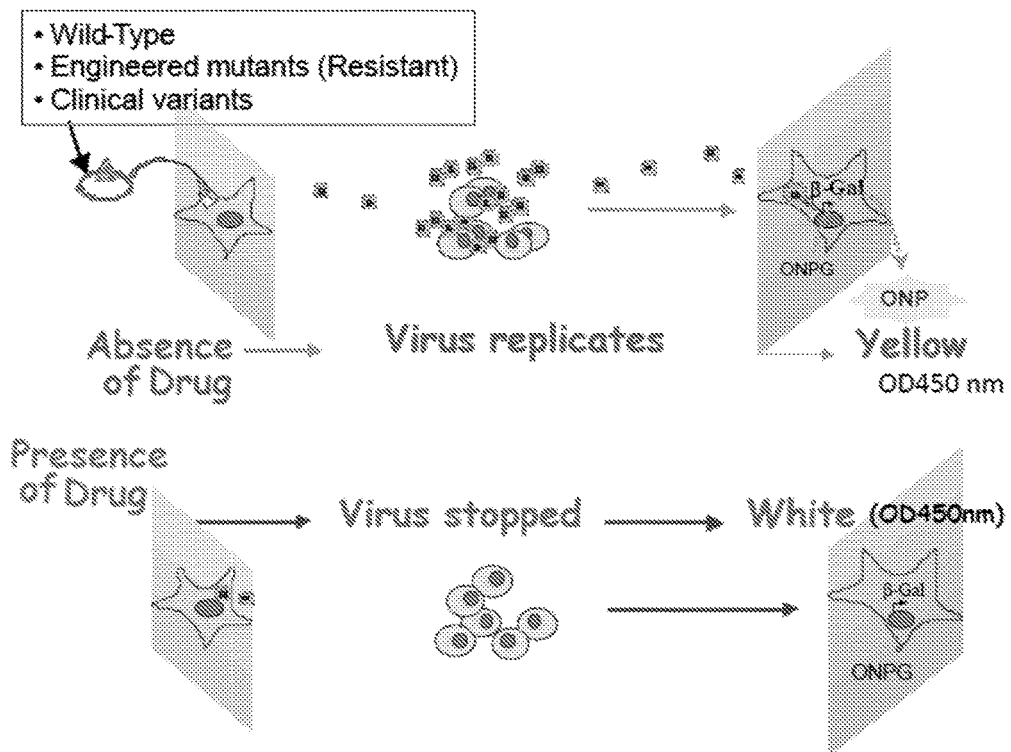 • Wild-Type
• Engineered mutants (Resistant)
• Clinical variants
β-Gal
ONPG
ONP
Absence
of Drug
Virus replicates
Yellow
OD450 nm
Presence
of Drug
Virus stopped
White (OD450nm)
β-Gal
ONPG